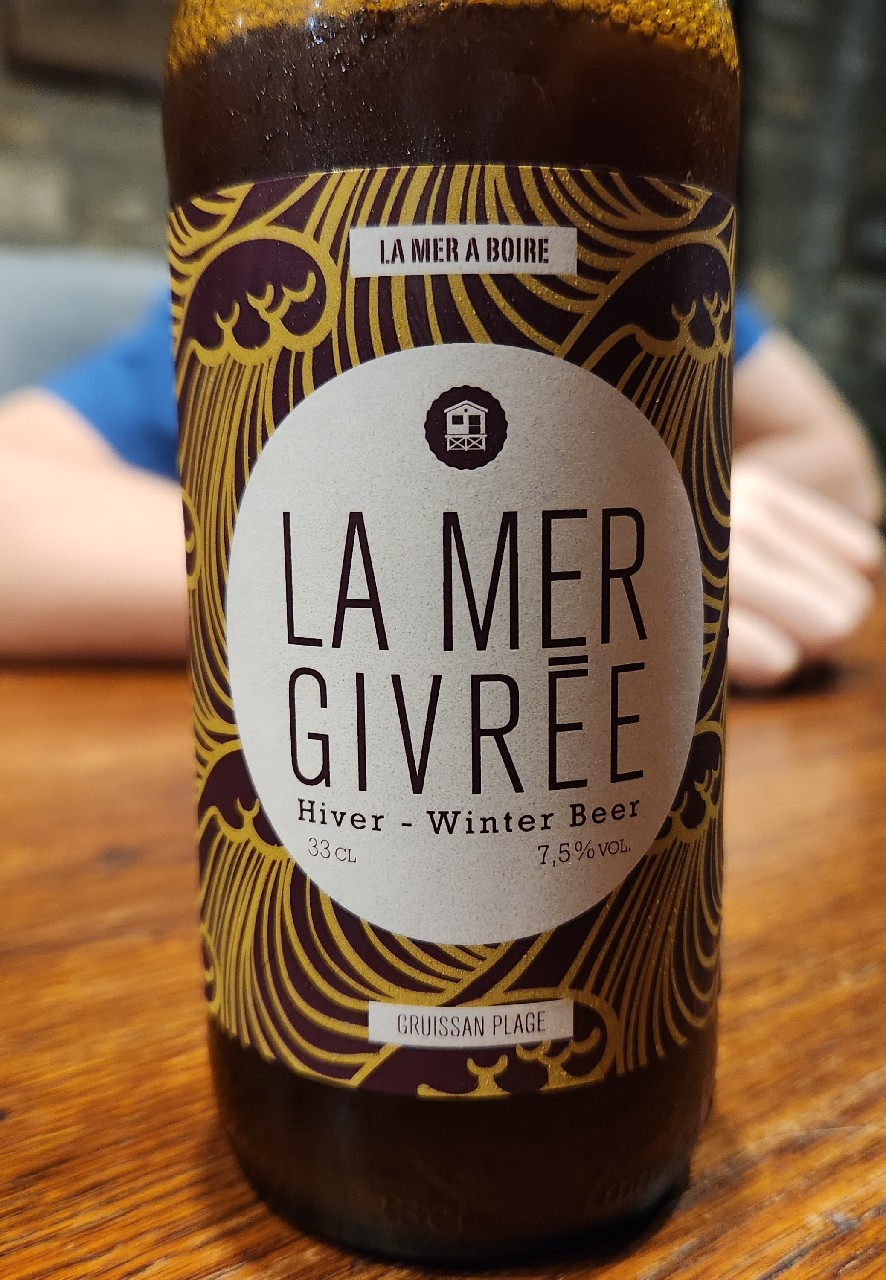 LA MER A BOIRE
LA MER
GIVRĒE
Hiver - Winter Beer
33 CL
7,5% VOL.
GRUISSAN PLAGE